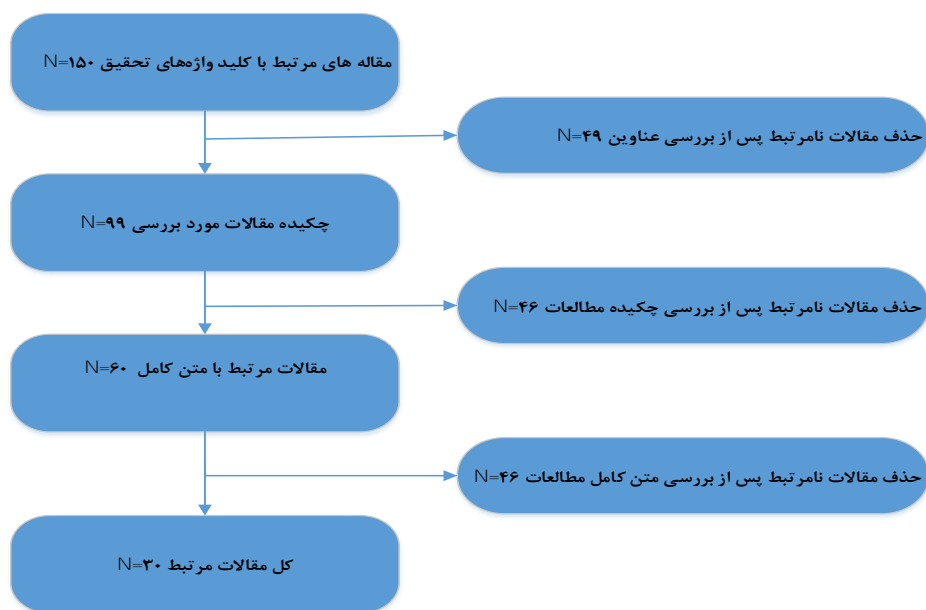 مقاله های مرتبط با کلید واژه‌های تحقیق N=۱۵۰
حذف مقالات نامرتبط پس از بررسی عناوین N=۴۹
چکیده مقالات مورد بررسی N=۹۹
حذف مقالات نامرتبط پس از بررسی چکیده مطالعات N=۴۶
مقالات مرتبط با متن کامل N=۶۰
حذف مقالات نامرتبط پس از بررسی متن کامل مطالعات N=۴۶
کل مقالات مرتبط N=۳۰